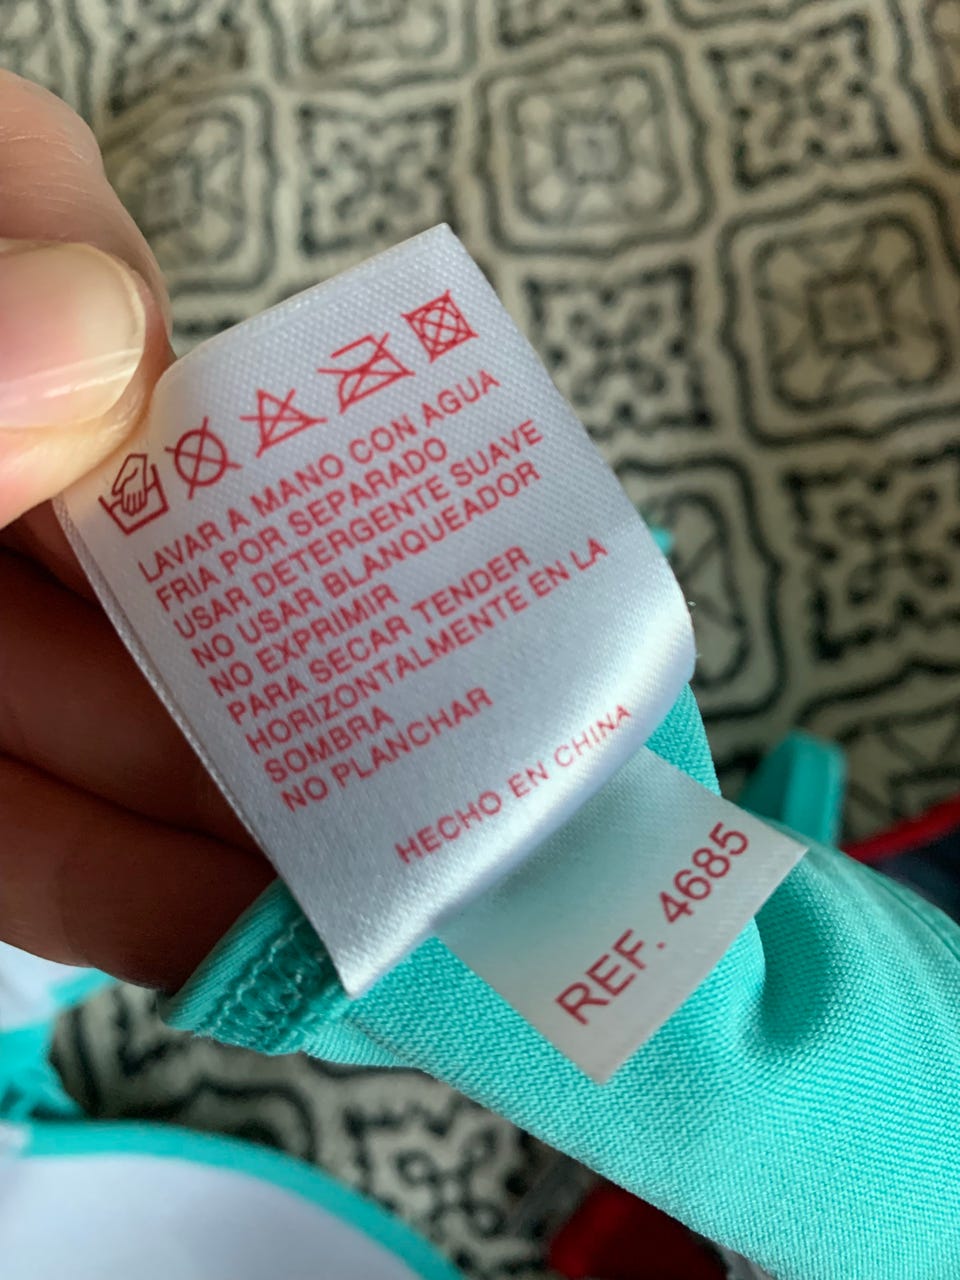 LAVAR A MANO CON AGUA
FRIA POR SEPARADO
USAR DETERGENTE SUAVE
NO USAR BLANQUEADOR
NO EXPRIMIR
PARA SECAR TENDER
HORIZONTALMENTE EN LA
SOMBRA
NO PLANCHAR
HECHO EN CHINA
REF. 4685